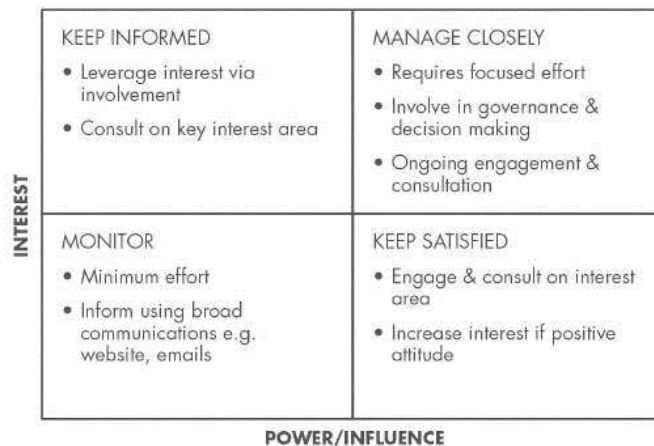 KEEP INFORMED
• Leverage interest via
involvement
• Consult on key interest area
MANAGE CLOSELY
• Requires focused effort
• Involve in governance &
decision making
• Ongoing engagement &
consultation
MONITOR
• Minimum effort
• Inform using broad
communications e.g.
website, emails
KEEP SATISFIED
• Engage & consult on interest
area
• Increase interest if positive
attitude
INTEREST
POWER/INFLUENCE